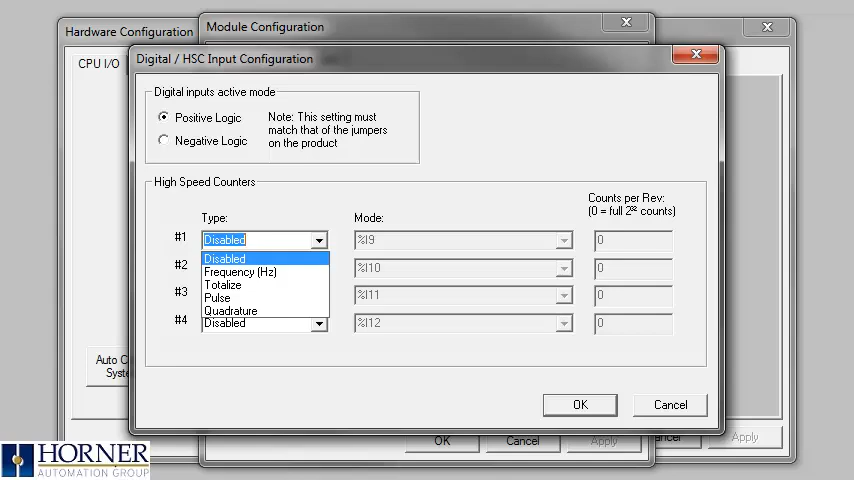 Hardware Configuration
Module Configuration
Digital / HSC Input Configuration
CPU I/O
Digital inputs active mode
Positive Logic
Negative Logic
Note: This setting must
match that of the jumpers
on the product
High Speed Counters
Counts per Rev:
(0 = full 2³² counts)
Type:
Mode:
#1
Disabled
%I9
0
#2
Disabled
Frequency (Hz)
Totalize
Pulse
Quadrature
%I10
0
#3
%I11
0
#4
Disabled
%I12
0
Auto C
Syste
OK
Cancel
OK
Cancel
Apply
ancel
Apply
HORNER
AUTOMATION GROUP